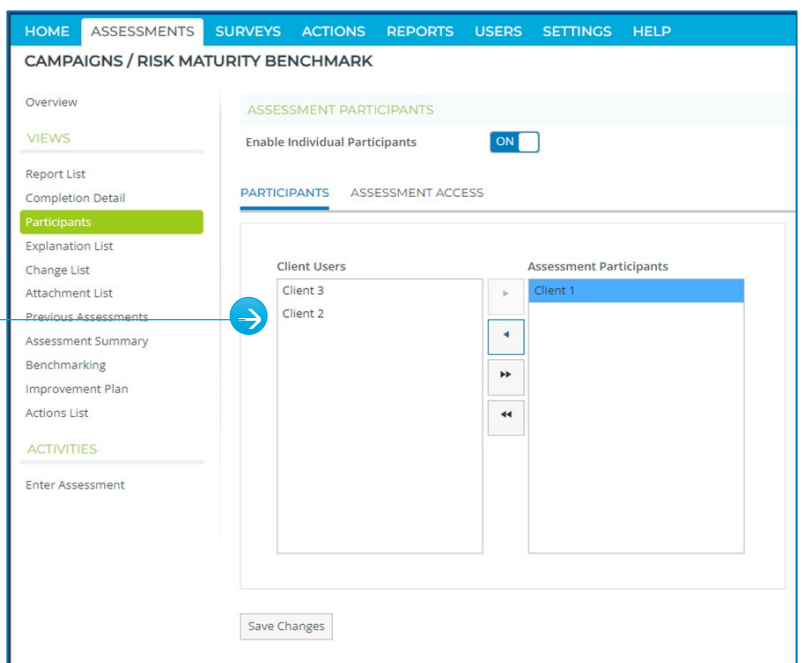 HOME ASSESSMENTS SURVEYS ACTIONS REPORTS USERS SETTINGS HELP
CAMPAIGNS / RISK MATURITY BENCHMARK
Overview
VIEWS
Report List
Completion Detail
Participants
Explanation List
Change List
Attachment List
Previous Assessments
Assessment Summary
Benchmarking
Improvement Plan
Actions List
ACTIVITIES
Enter Assessment
ASSESSMENT PARTICIPANTS
Enable Individual Participants ON
PARTICIPANTS ASSESSMENT ACCESS
Client Users
Client 3
Client 2
Assessment Participants
Client 1
Save Changes